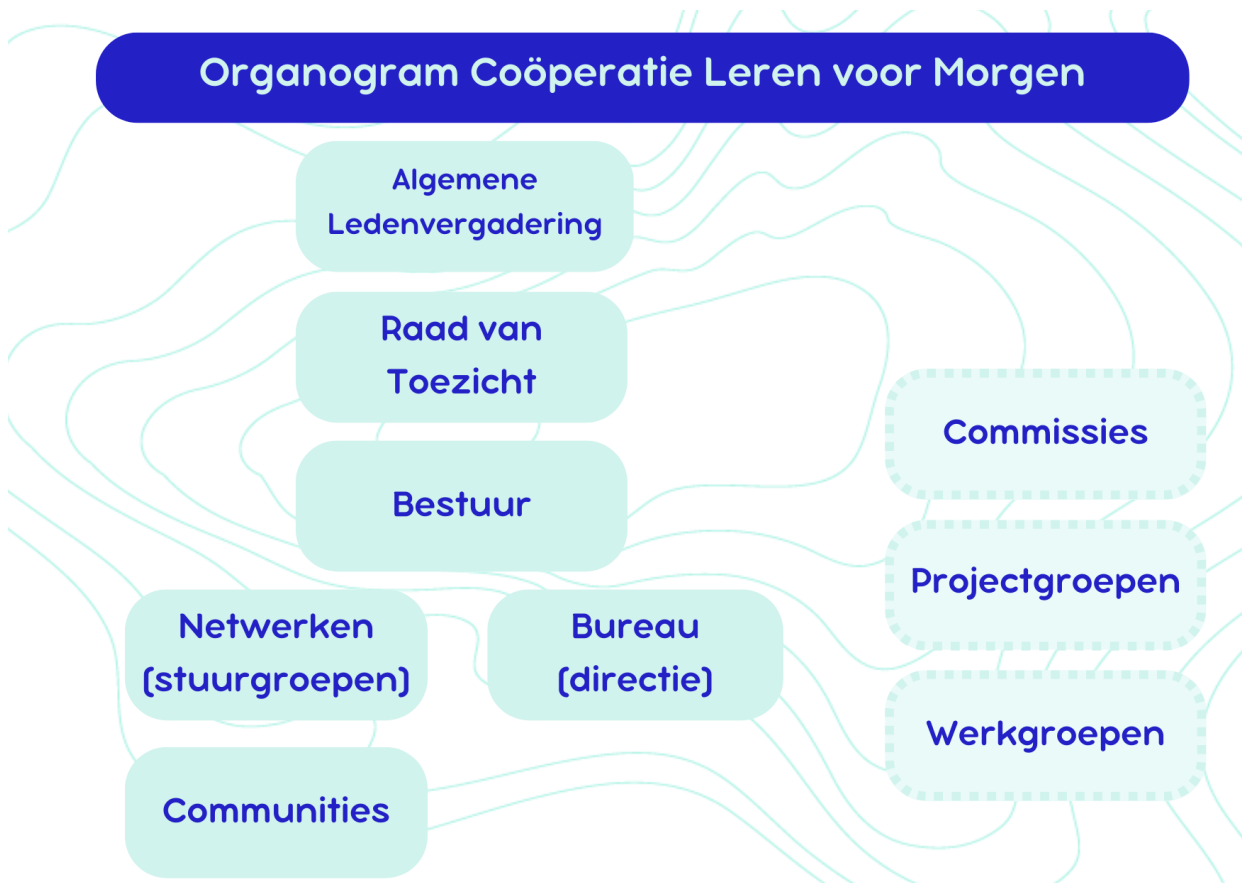 Organogram Coöperatie Leren voor Morgen
Algemene
Ledenvergadering
Raad van
Toezicht
Bestuur
Netwerken
(stuurgroepen)
Bureau
(directie)
Communities
Commissies
Projectgroepen
Werkgroepen